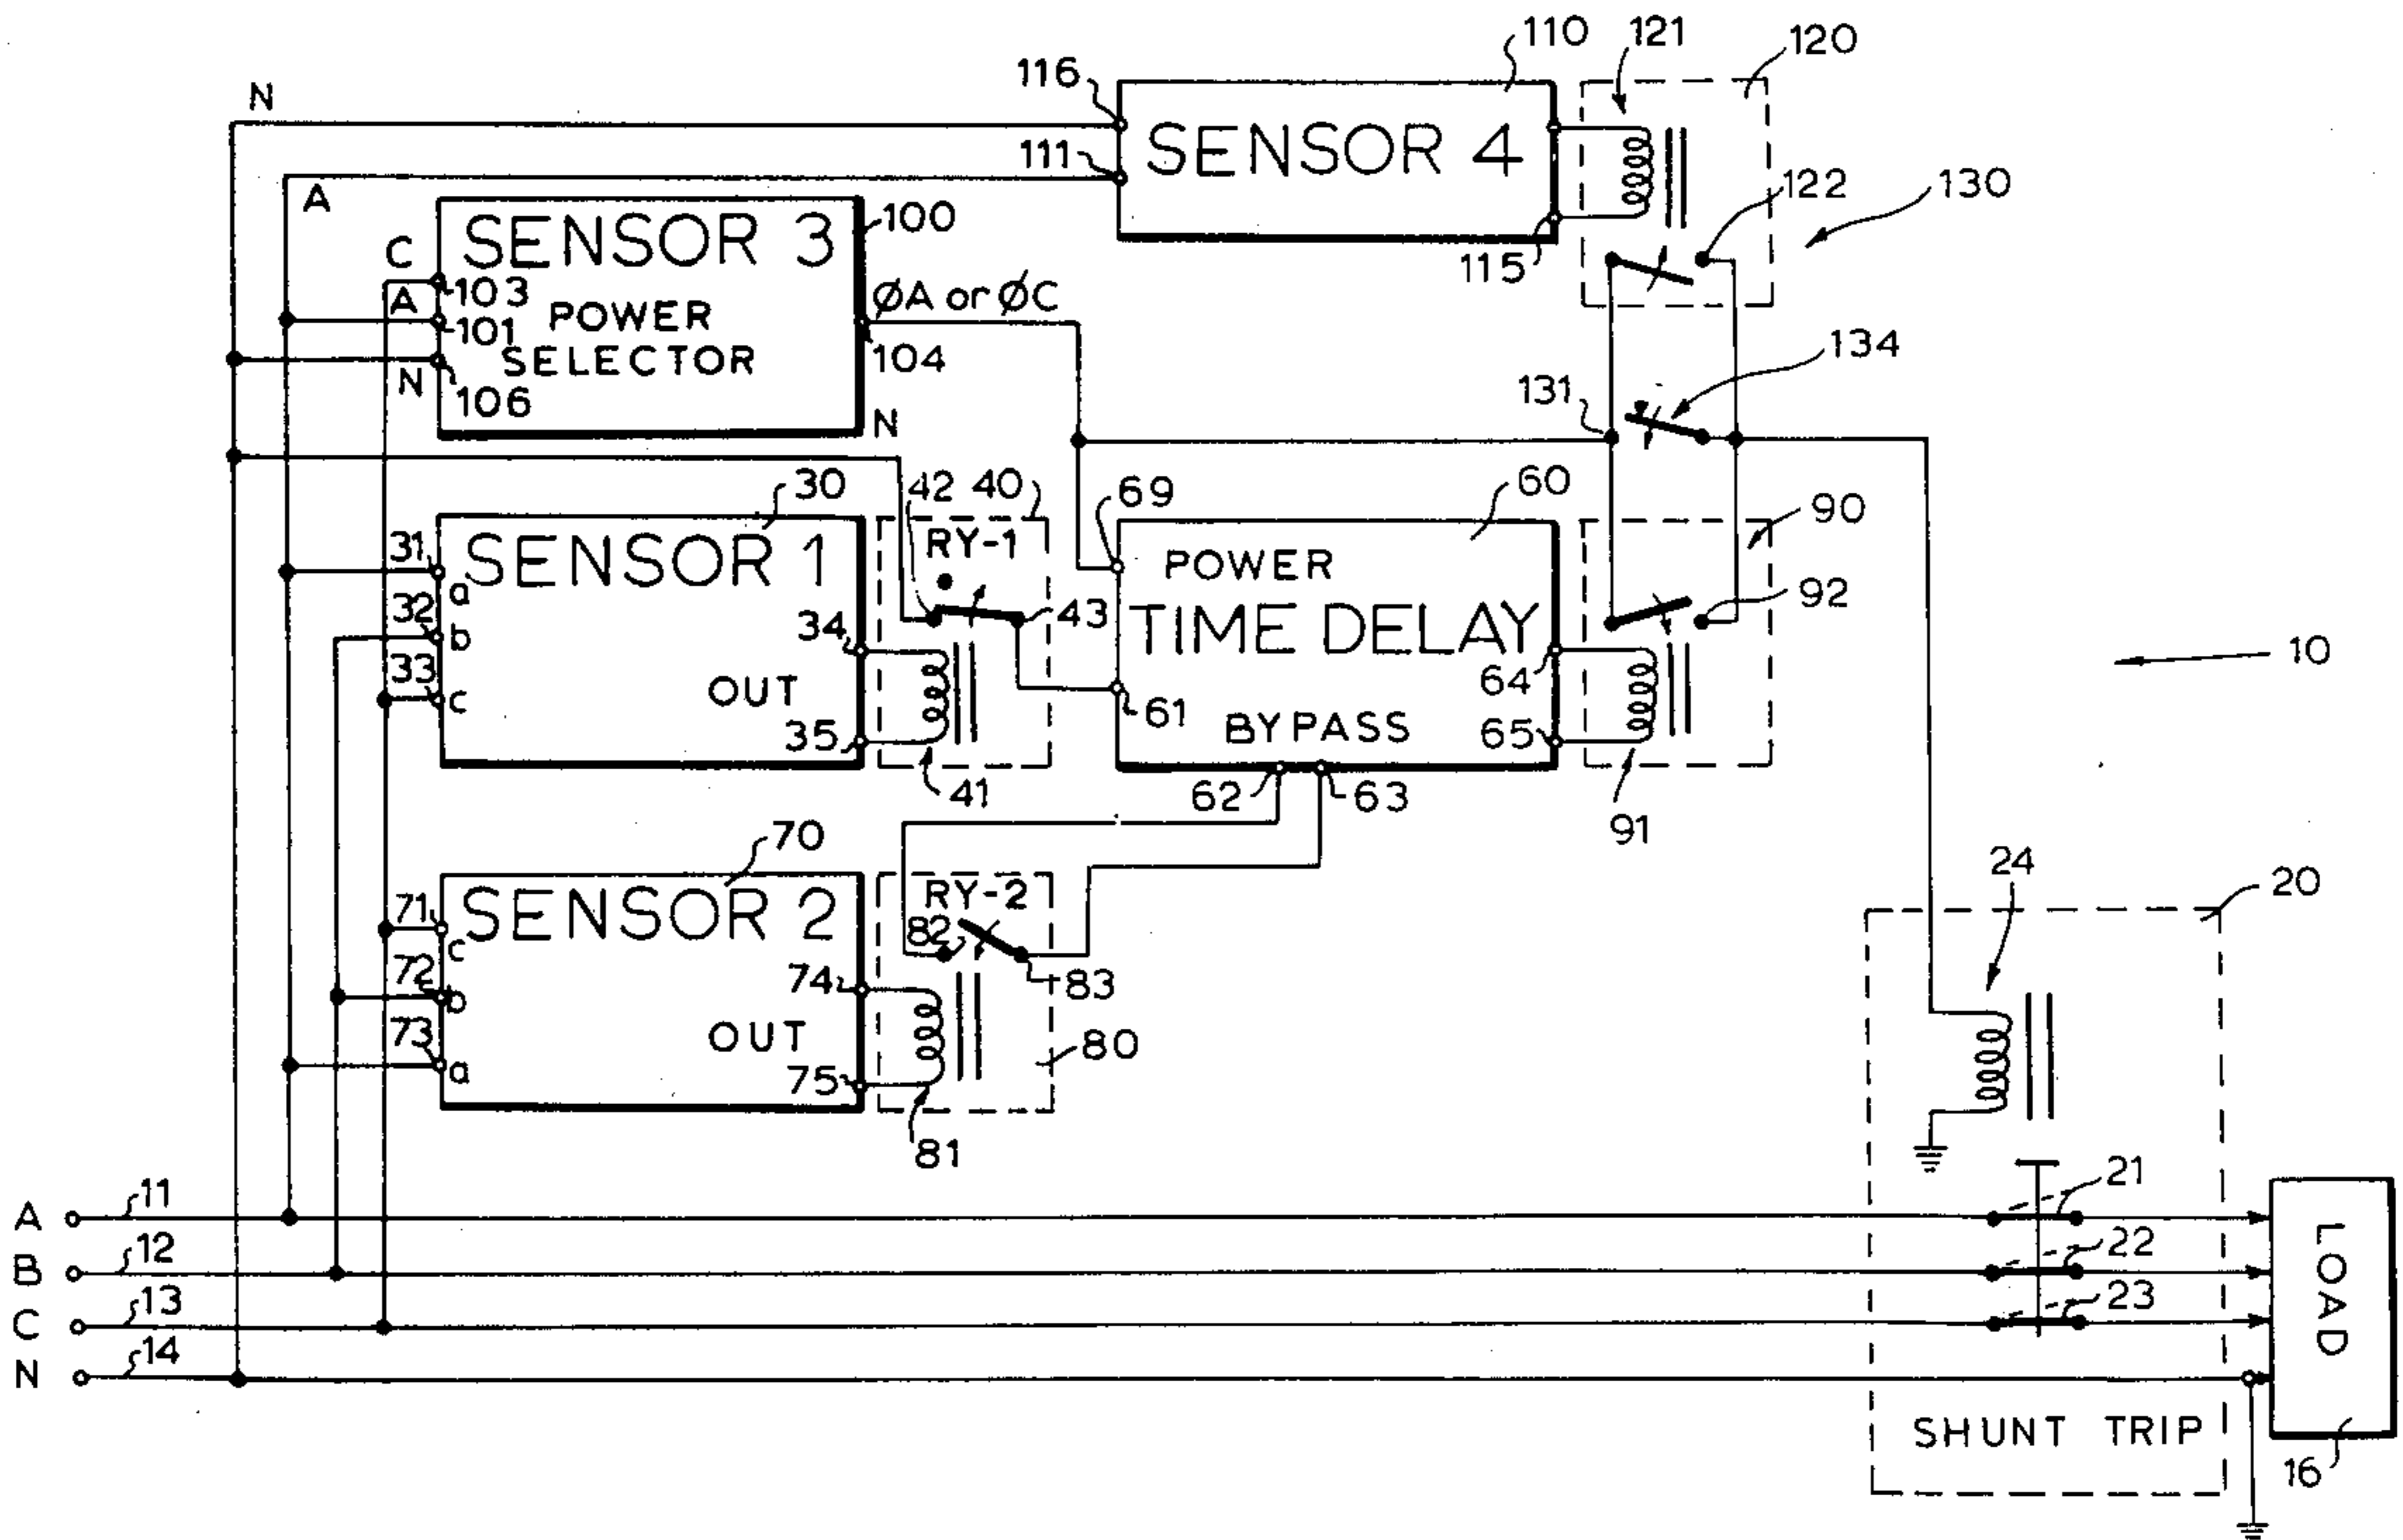 110
121
120
116
N
SENSOR 4
111
A
122
130
115
SENSOR 3
100
C
103
A
101
POWER
SELECTOR
N
106
ØA or ØC
104
N
131
134
30
42
40
69
60
90
RY-1
31
a
SENSOR 1
POWER
TIME DELAY
32
b
43
92
34
33
c
OUT
64
10
61
BYPASS
35
65
41
62
63
91
70
24
20
RY-2
71
c
SENSOR 2
82
83
72
b
74
73
a
OUT
75
80
81
A
11
21
B
12
22
C
13
23
N
14
LOAD
SHUNT TRIP
16